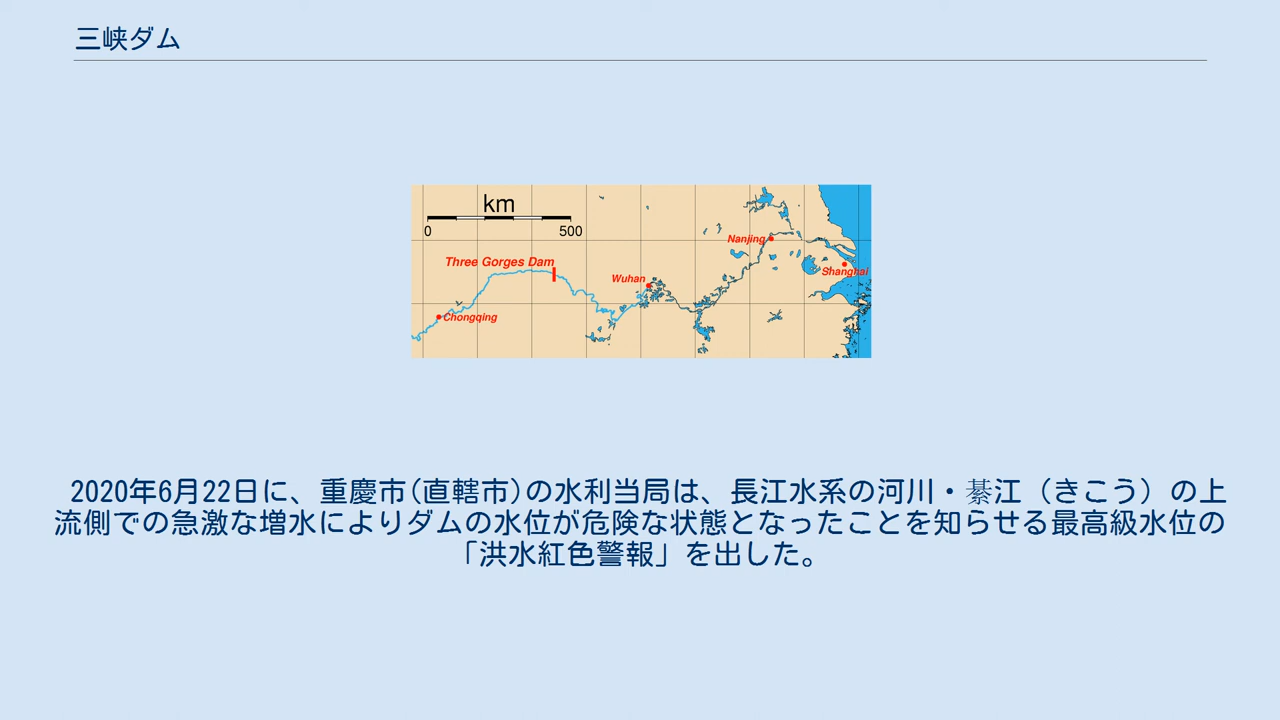 三峡ダム
km
0 500
Three Gorges Dam
Nanjing
Wuhan
Shanghai
Chongqing
2020年6月22日に、重慶市(直轄市)の水利当局は、長江水系の河川・綦江（きこう）の上
流側での急激な増水によりダムの水位が危険な状態となったことを知らせる最高級水位の
「洪水紅色警報」を出した。